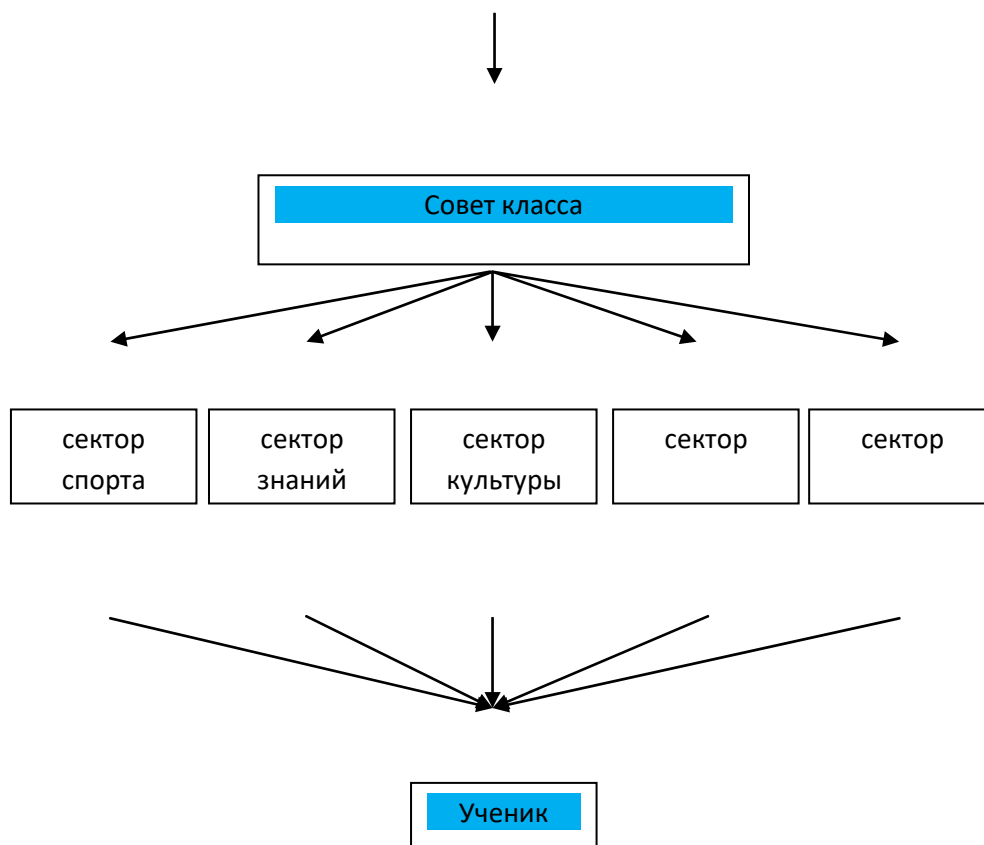 Совет класса
сектор
спорта
сектор
знаний
сектор
культуры
сектор
сектор
Ученик